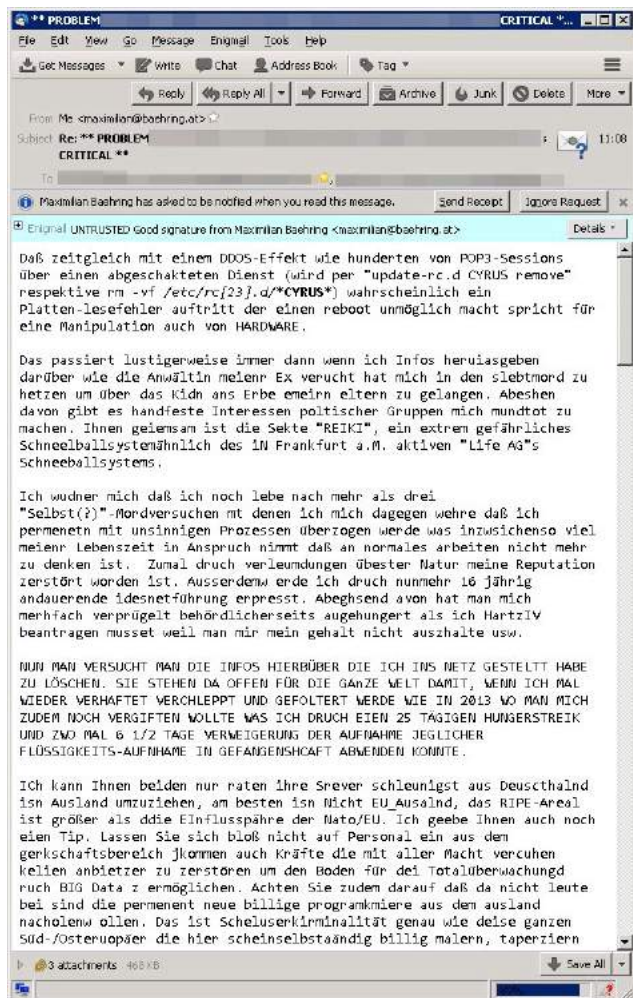 ** PROBLEM CRITICAL *...
File Edit View Go Message Enigmail Tools Help
Get Messages Write Chat Address Book Tag
Reply Reply All Forward Archive Junk Delete More
From Me <maximilian@baehring.at>
Subject Re: ** PROBLEM : 11:08
CRITICAL **
To
Maximilian Baehring has asked to be notified when you read this message. Send Receipt Ignore Request
Enigmail UNTRUSTED Good signature from Maximilian Baehring <maximilian@baehring.at> Details
Daß zeitgleich mit einem DDOS-Effekt wie hunderten von POP3-Sessions
über einen abgeschakteten Dienst (wird per "update-rc.d CYRUS remove"
respektive rm -vf /etc/rc[23].d/*CYRUS*) wahrscheinlich ein
Platten-lesefehler auftritt der einen reboot unmöglich macht spricht für
eine Manipulation auch von HARDWARE.
Das passiert lustigerweise immer dann wenn ich Infos heruiasgeben
darüber wie die Anwältin meienr Ex verucht hat mich in den slebtmord zu
hetzen um über das Kidn ans Erbe emeirn eltern zu gelangen. Abeshen
davon gibt es handfeste Interessen poltischer Gruppen mich mundtot zu
machen. Ihnen geiemsam ist die Sekte "REIKI", ein extrem gefährliches
Schneelballsystemähnlich des iN Frankfurt a.M. aktiven "Life AG"s
Schneeballsystems.
Ich wudner mich daß ich noch lebe nach mehr als drei
"Selbst(?)"-Mordversuchen mt denen ich mich dagegen wehre daß ich
permenetn mit unsinnigen Prozessen überzogen werde was inzwusichenso viel
meienr Lebenszeit in Anspruch nimmt daß an normales arbeiten nicht mehr
zu denken ist. Zumal druch verleumdungen übester Natur meine Reputation
zerstört worden ist. Ausserdemw erde ich druch nunmehr 16 jährig
andauerende idesnetführung erpresst. Abeghsend avon hat man mich
merhfach verprügelt behördlicherseits augehungert als ich HartzIV
beantragen musset weil man mir mein gehalt nicht auszhalte usw.
NUN MAN VERSUCHT MAN DIE INFOS HIERBÜBER DIE ICH INS NETZ GESTELTT HABE
ZU LÖSCHEN. SIE STEHEN DA OFFEN FÜR DIE GAnZE WELT DAMIT, WENN ICH MAL
WIEDER VERHAFTET VERCHLEPPT UND GEFOLTERT WERDE WIE IN 2013 WO MAN MICH
ZUDEM NOCH VERGIFTEN WOLLTE WAS ICH DRUCH EIEN 25 TÄGIGEN HUNGERSTREIK
UND ZWO MAL 6 1/2 TAGE VERWEIGERUNG DER AUFNAHME JEGLICHER
FLÜSSIGKEITS-AUFNHAME IN GEFANGENSHCAFT ABWENDEN KONNTE.
ICh kann Ihnen beiden nur raten ihre Srever schleunigst aus Deuscthalnd
isn Ausland umzuziehen, am besten isn Nicht EU_Ausalnd, das RIPE-Areal
ist größer als ddie EInflusspähre der Nato/EU. Ich geebe Ihnen auch noch
eien Tip. Lassen Sie sich bloß nicht auf Personal ein aus dem
gerkschaftsbereich jkommen auch Kräfte die mit aller Macht vercuhen
kelien anbietzer zu zerstören um den Boden für dei Totalüberwachungd
ruch BIG Data z ermöglichen. Achten Sie zudem darauf daß da nicht leute
bei sind die permenent neue billige programkmiere aus dem ausland
nacholenw ollen. Das ist Scheluserkirminalität genau wie deise ganzen
Süd-/Osteruopäer die hier scheinselbstaändig billig malern, taperziern
3 attachments 468 KB Save All